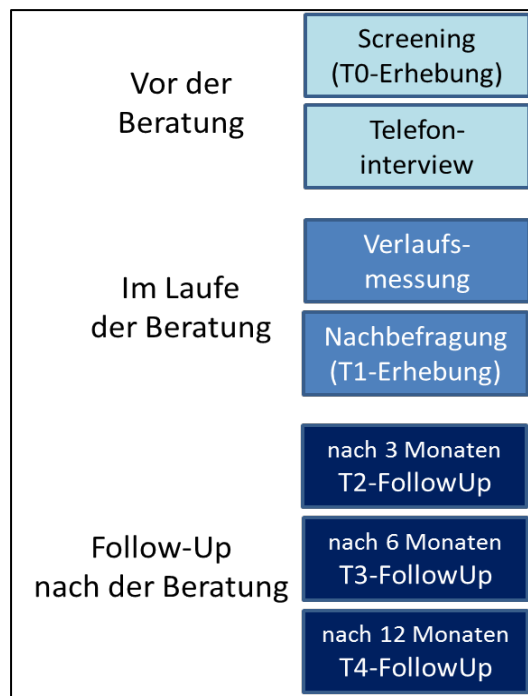 Vor der
Beratung
Screening
(T0-Erhebung)
Telefon-
interview
Im Laufe
der Beratung
Verlaufs-
messung
Nachbefragung
(T1-Erhebung)
Follow-Up
nach der Beratung
nach 3 Monaten
T2-FollowUp
nach 6 Monaten
T3-FollowUp
nach 12 Monaten
T4-FollowUp